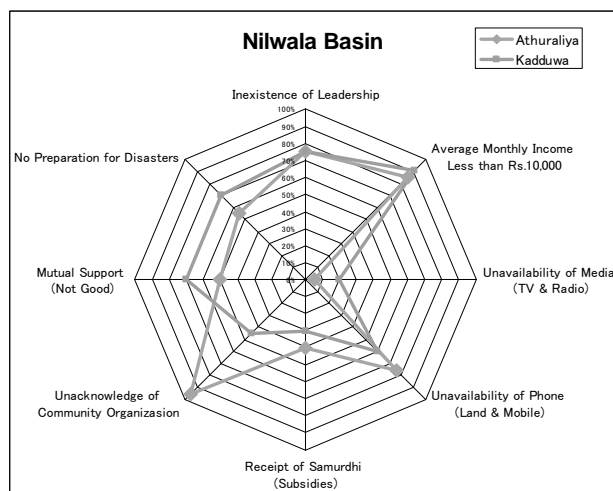 Nilwala Basin
Athuraliya
Kadduwa
Inexistence of Leadership
100%
90%
80%
70%
60%
50%
40%
30%
20%
10%
0%
No Preparation for Disasters
Average Monthly Income
Less than Rs.10,000
Mutual Support
(Not Good)
Unavailability of Media
(TV & Radio)
Unacknowledge of
Community Organizasion
Unavailability of Phone
(Land & Mobile)
Receipt of Samurdhi
(Subsidies)